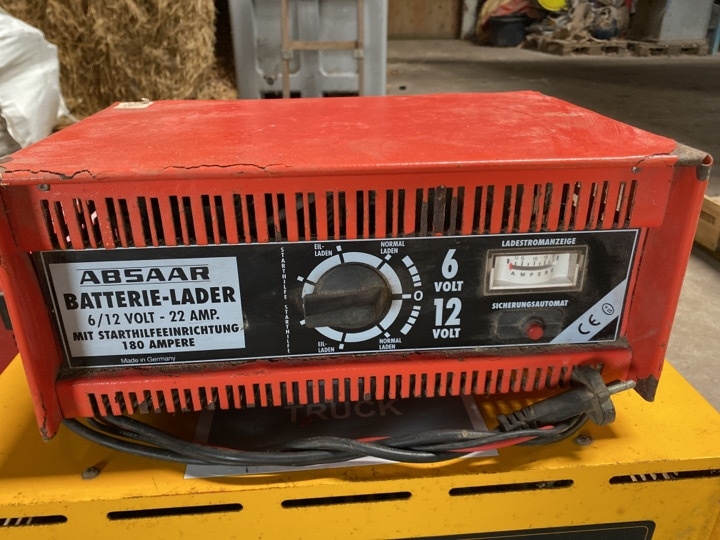 ABSAAR
BATTERIE-LADER
6/12 VOLT - 22 AMP.
MIT STARTHILFEEINRICHTUNG
180 AMPERE
Made in Germany
STARTHILFE STARTHILFE
EIL-
LADEN
NORMAL
LADEN
EIL-
LADEN
NORMAL
LADEN
6
VOLT
12
VOLT
LADESTROMANZEIGE
AMPERE
SICHERUNGSAUTOMAT
CE
TRUCK